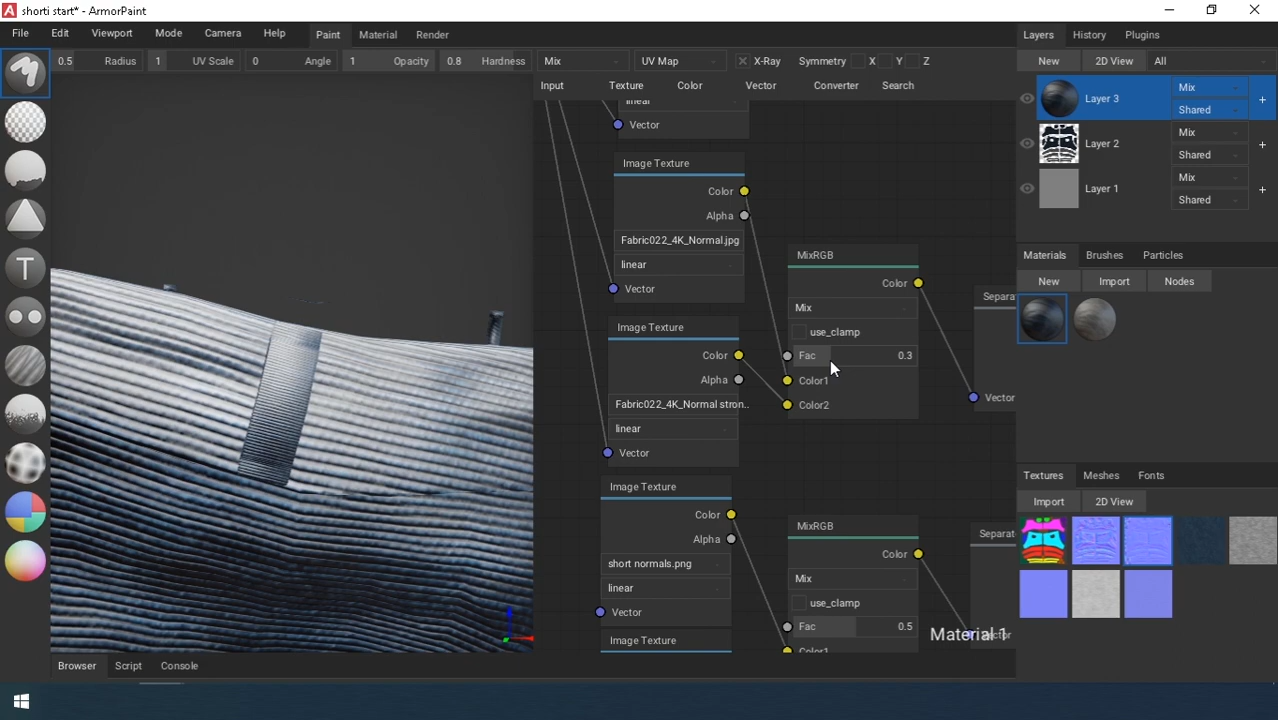 shorti start* - ArmorPaint
File Edit Viewport Mode Camera Help Paint Material Render
Layers History Plugins
0.5 Radius 1 UV Scale 0 Angle 1 Opacity 0.8 Hardness Mix UV Map X-Ray Symmetry X Y Z
New 2D View All
Input Texture Color Vector Converter Search
Layer 3 Mix
Shared
Layer 2 Mix
Shared
Layer 1 Mix
Shared
linear
Vector
Image Texture
Color
Alpha
Fabric022_4K_Normal.jpg
linear
Vector
MixRGB
Color
Mix
use_clamp
Fac 0.3
Color1
Color2
Separa
Vector
Image Texture
Color
Alpha
Fabric022_4K_Normal stron..
linear
Vector
Image Texture
Color
Alpha
short normals.png
linear
Vector
Image Texture
MixRGB
Color
Mix
use_clamp
Fac 0.5
Color1
Separat
Material 1
Materials Brushes Particles
New Import Nodes
Textures Meshes Fonts
Import 2D View
Browser Script Console